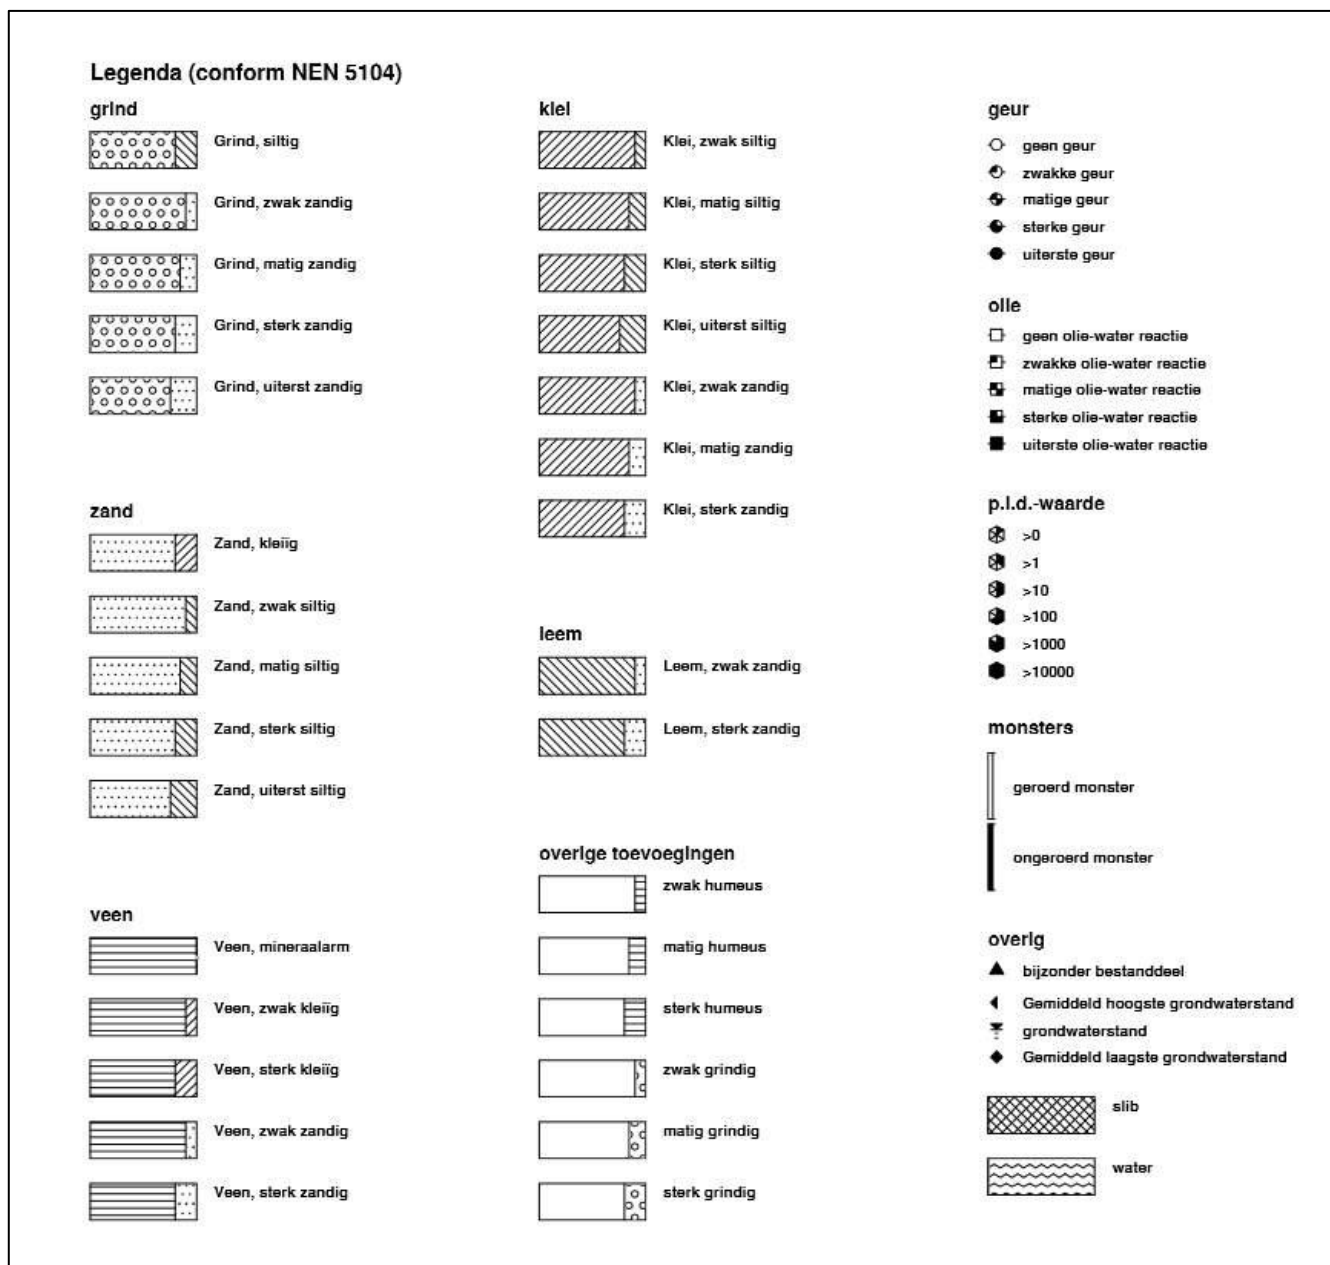 Legenda (conform NEN 5104)
grind
Grind, siltig
Grind, zwak zandig
Grind, matig zandig
Grind, sterk zandig
Grind, uiterst zandig
zand
Zand, kleiïg
Zand, zwak siltig
Zand, matig siltig
Zand, sterk siltig
Zand, uiterst siltig
veen
Veen, mineraalarm
Veen, zwak kleiïg
Veen, sterk kleiïg
Veen, zwak zandig
Veen, sterk zandig
klei
Klei, zwak siltig
Klei, matig siltig
Klei, sterk siltig
Klei, uiterst siltig
Klei, zwak zandig
Klei, matig zandig
Klei, sterk zandig
leem
Leem, zwak zandig
Leem, sterk zandig
overige toevoegingen
zwak humeus
matig humeus
sterk humeus
zwak grindig
matig grindig
sterk grindig
geur
geen geur
zwakke geur
matige geur
sterke geur
uiterste geur
olie
geen olie-water reactie
zwakke olie-water reactie
matige olie-water reactie
sterke olie-water reactie
uiterste olie-water reactie
p.i.d.-waarde
>0
>1
>10
>100
>1000
>10000
monsters
geroerd monster
ongeroerd monster
overig
bijzonder bestanddeel
Gemiddeld hoogste grondwaterstand
grondwaterstand
Gemiddeld laagste grondwaterstand
slib
water